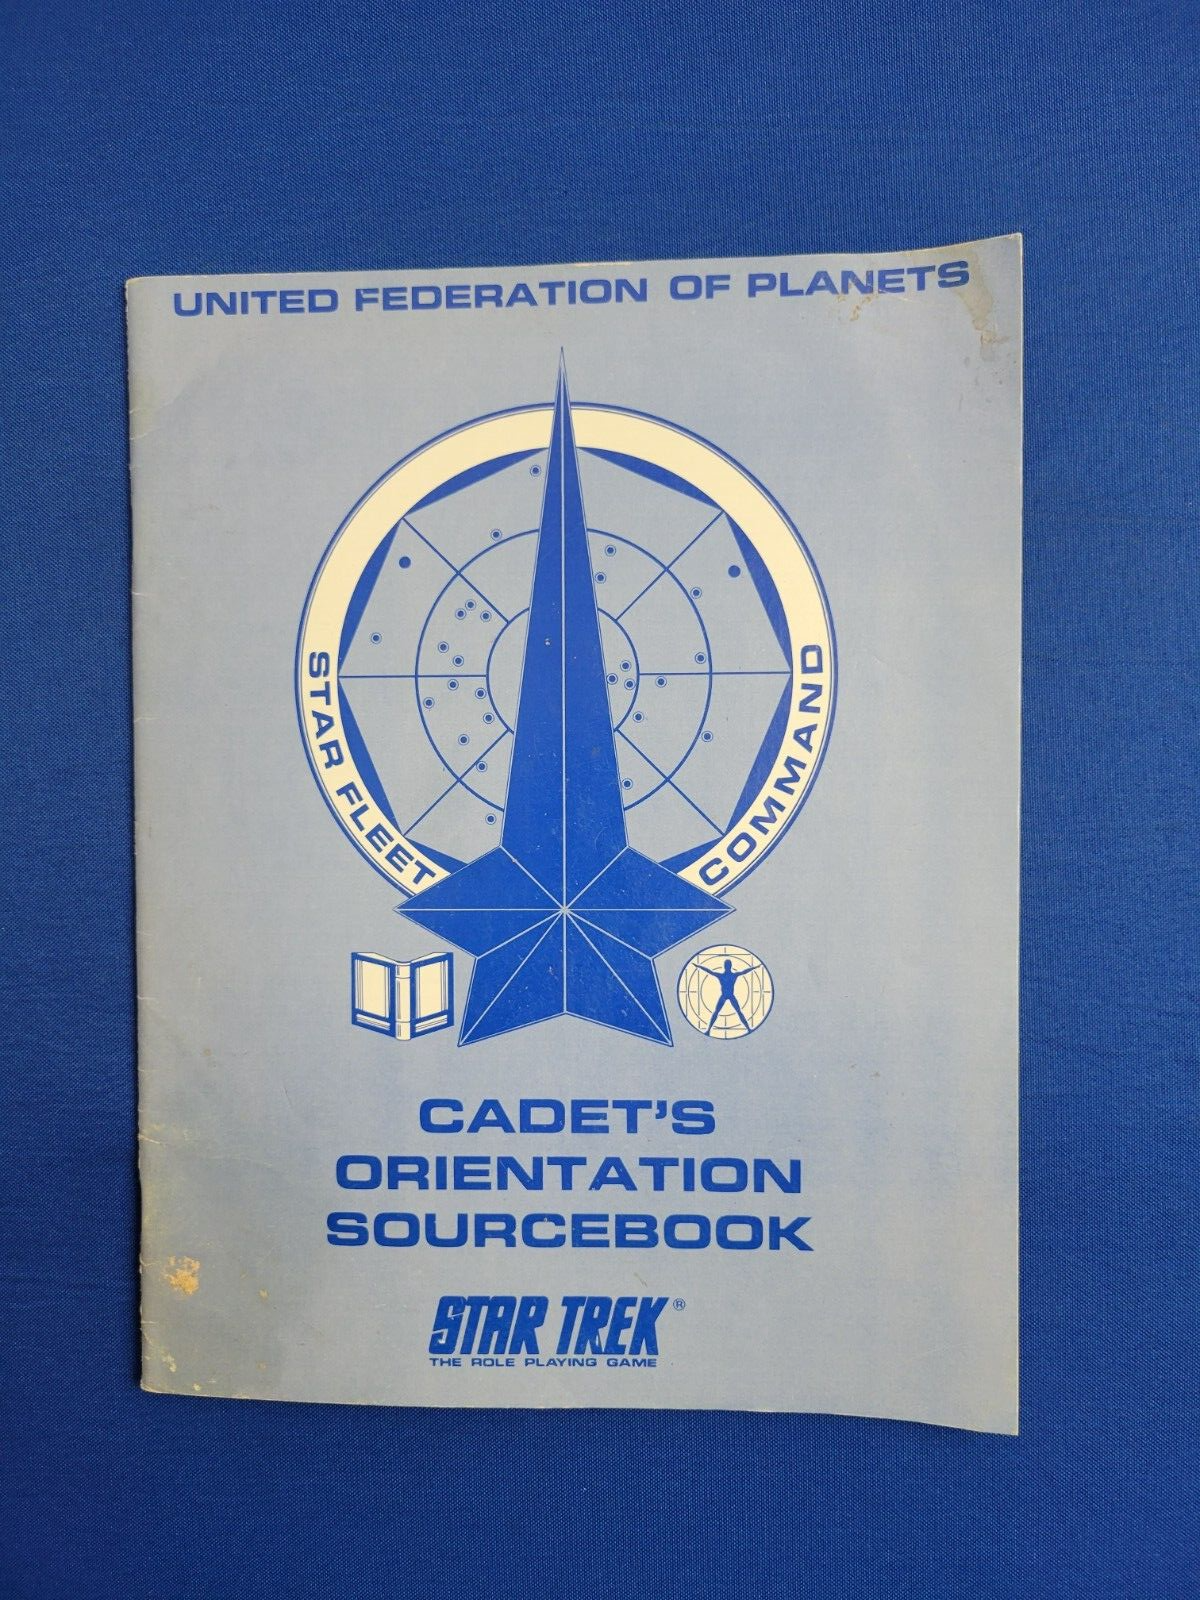 UNITED FEDERATION OF PLANETS
STAR FLEET
COMMAND
CADET'S
ORIENTATION
SOURCEBOOK
STAR TREK®
THE ROLE PLAYING GAME